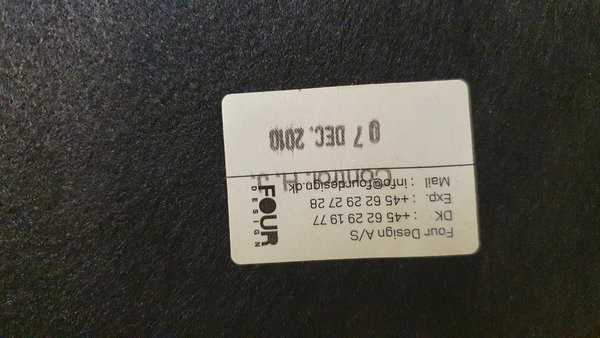 Four Design A/S
DK : +45 62 29 19 77
Exp. : +45 62 29 27 28
Mail : info@fourdesign.dk
FOUR
DESIGN
Control: H. J.
07 DEC. 2010